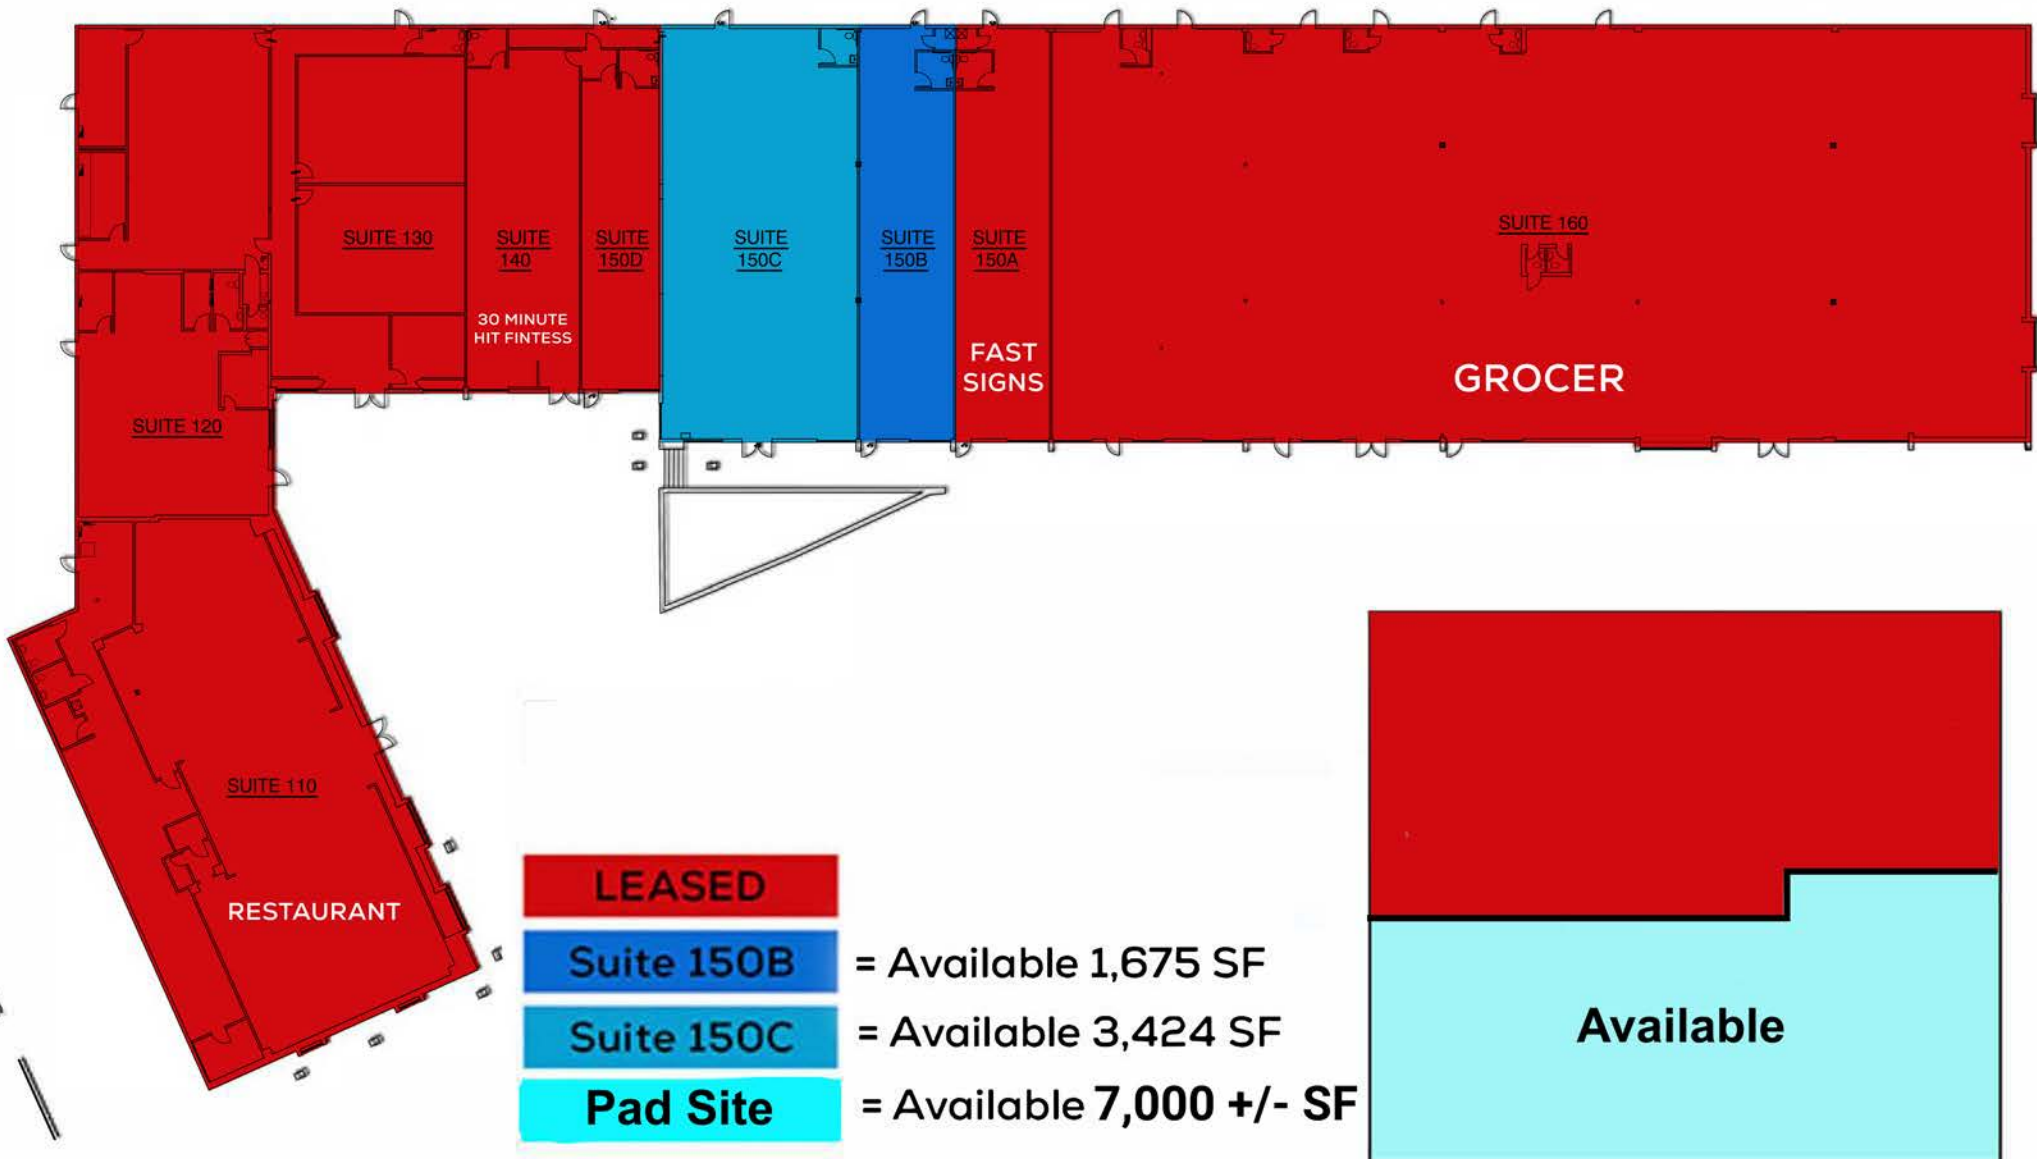 SUITE 130
SUITE
140
SUITE
150D
SUITE
150C
SUITE
150B
SUITE
150A
SUITE 160
30 MINUTE
HIT FINTESS
FAST
SIGNS
GROCER
SUITE 120
SUITE 110
RESTAURANT
LEASED
Suite 150B = Available 1,675 SF
Suite 150C = Available 3,424 SF
Pad Site = Available 7,000 +/- SF
Available